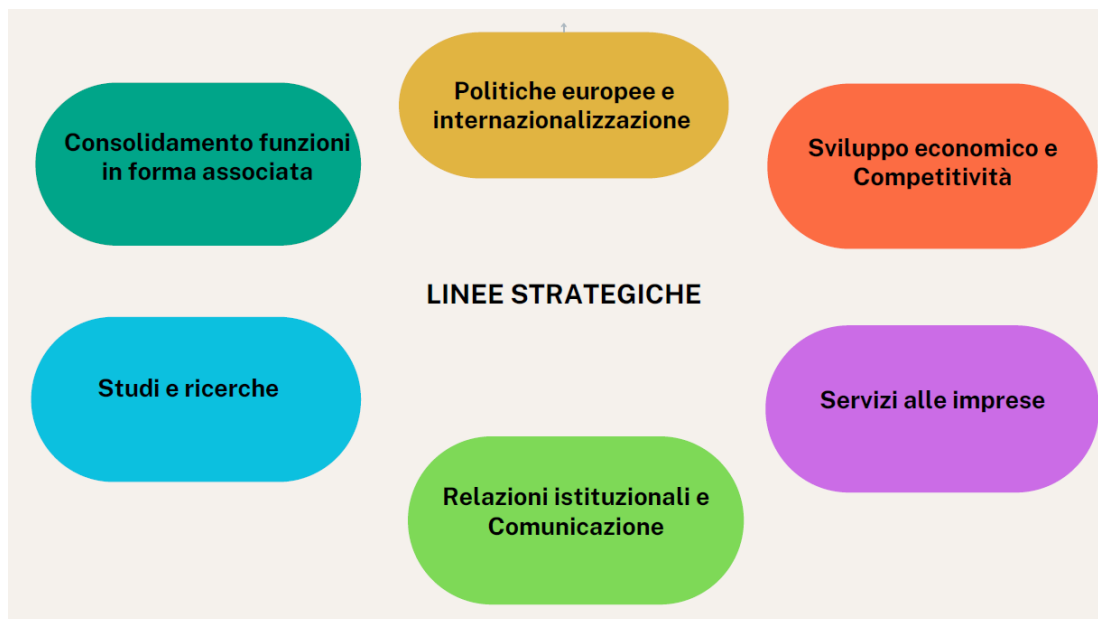 Politiche europee e
internazionalizzazione
Consolidamento funzioni
in forma associata
Sviluppo economico e
Competitività
LINEE STRATEGICHE
Studi e ricerche
Servizi alle imprese
Relazioni istituzionali e
Comunicazione